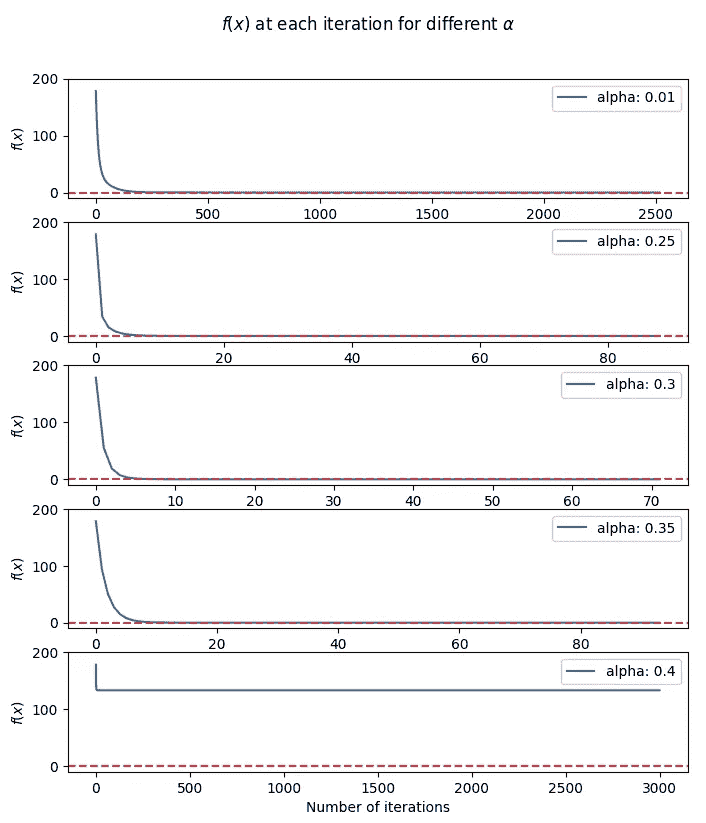 f(x) at each iteration for different α
200
100
0
f(x)
alpha: 0.01
0 500 1000 1500 2000 2500
200
100
0
f(x)
alpha: 0.25
0 20 40 60 80
200
100
0
f(x)
alpha: 0.3
0 10 20 30 40 50 60 70
200
100
0
f(x)
alpha: 0.35
0 20 40 60 80
200
100
0
f(x)
alpha: 0.4
0 500 1000 1500 2000 2500 3000
Number of iterations